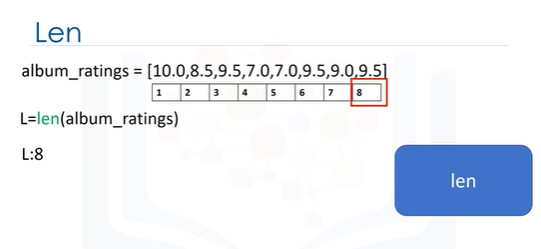 Len
album_ratings = [10.0,8.5,9.5,7.0,7.0,9.5,9.0,9.5]
1 2 3 4 5 6 7 8
L=len(album_ratings)
L:8
len